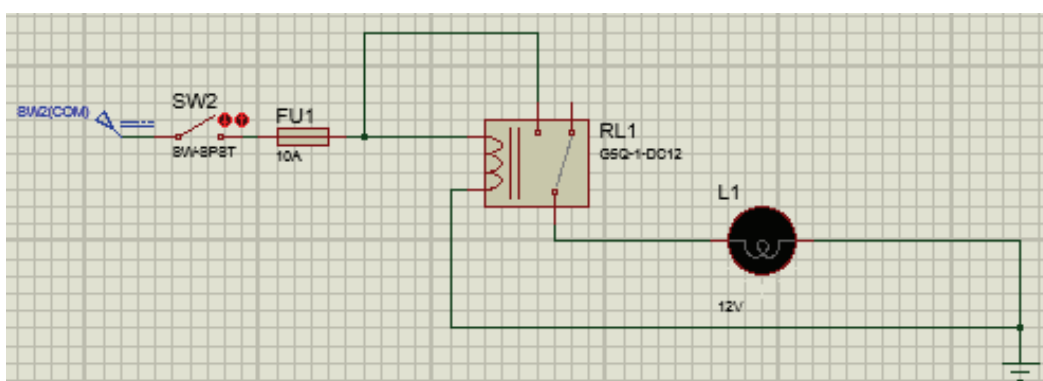 SW2(COM)
SW2
SW-SPST
FU1
10A
RL1
G5Q-1-DC12
L1
12V